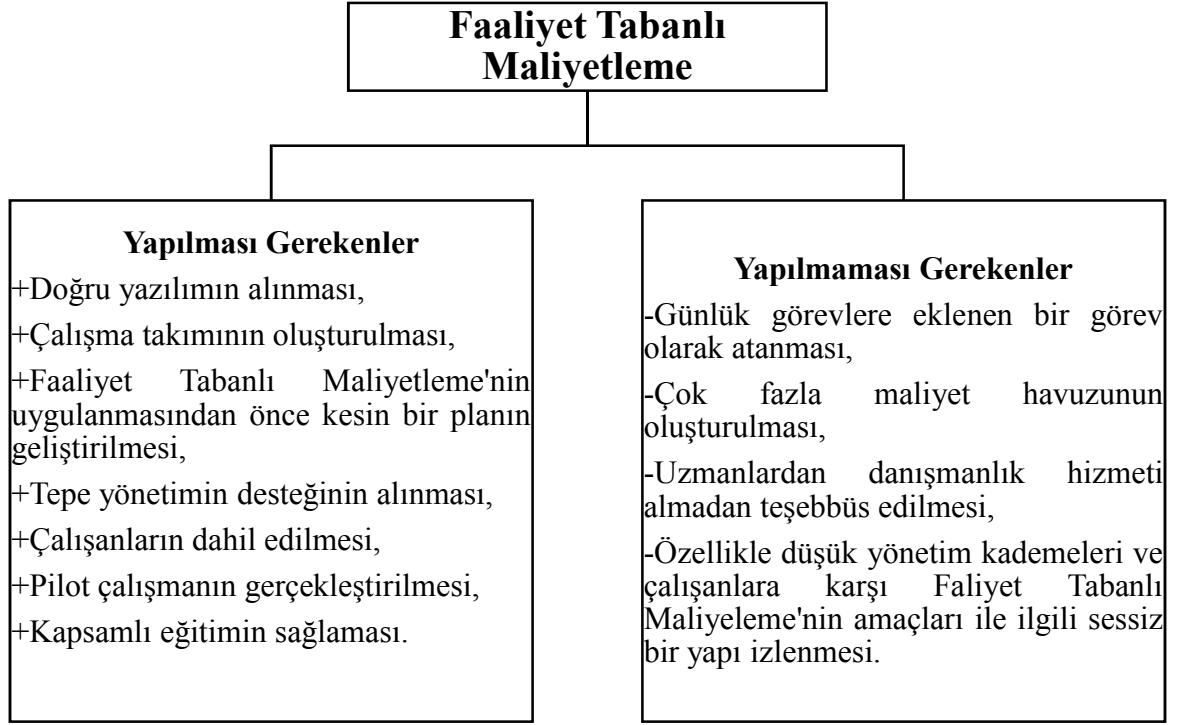 Faaliyet Tabanlı
Maliyetleme
Yapılması Gerekenler
+Doğru yazılımın alınması,
+Çalışma takımının oluşturulması,
+Faaliyet Tabanlı Maliyetleme'nin
uygulanmasından önce kesin bir planın
geliştirilmesi,
+Tepe yönetimin desteğinin alınması,
+Çalışanların dahil edilmesi,
+Pilot çalışmanın gerçekleştirilmesi,
+Kapsamlı eğitimin sağlaması.
Yapılmaması Gerekenler
-Günlük görevlere eklenen bir görev
olarak atanması,
-Çok fazla maliyet havuzunun
oluşturulması,
-Uzmanlardan danışmanlık hizmeti
almadan teşebbüs edilmesi,
-Özellikle düşük yönetim kademeleri ve
çalışanlara karşı Faliyet Tabanlı
Maliyeleme'nin amaçları ile ilgili sessiz
bir yapı izlenmesi.